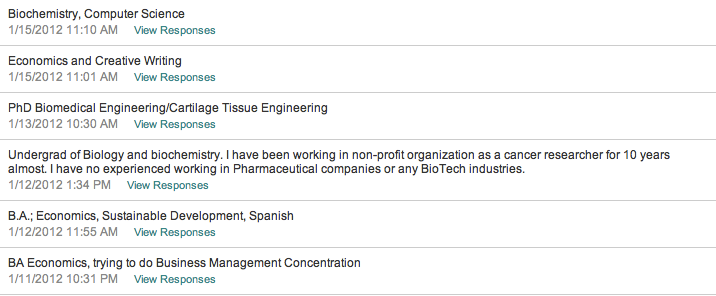 Biochemistry, Computer Science
1/15/2012 11:10 AM View Responses
Economics and Creative Writing
1/15/2012 11:01 AM View Responses
PhD Biomedical Engineering/Cartilage Tissue Engineering
1/13/2012 10:30 AM View Responses
Undergrad of Biology and biochemistry. I have been working in non-profit organization as a cancer researcher for 10 years
almost. I have no experienced working in Pharmaceutical companies or any BioTech industries.
1/12/2012 1:34 PM View Responses
B.A.; Economics, Sustainable Development, Spanish
1/12/2012 11:55 AM View Responses
BA Economics, trying to do Business Management Concentration
1/11/2012 10:31 PM View Responses